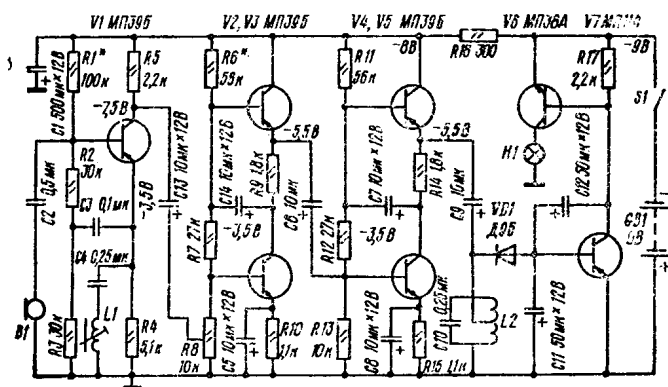 V1 МП39Б
V2, V3 МП39Б
V4, V5 МП39Б
V6 МП36А
R1* 100к
R5 2,2к
R6* 56к
R11 56к
-8В
R16 300
R17 2,2к
-9В
S1
C1 500мк×12В
-7,5В
-5,5В
-5,5В
H1
R2 30к
C13 10мк×12В
C14 10мк×12Б
R9 1,8к
C7 10мк×12В
R14 1,8к
C12 50мк×12В
C2 0,5мк
C3 0,1мк
-3,5В
R7 27к
-3,5В
C6 10мк
R12 27к
-3,5В
C9 10мк
VD1 Д9Б
GB1 9В
C4 0,25мк
B1
R3 30к
L1
R4 5,1к
R8 10к
C5 10мк×12В
R10 1,1к
R13 10к
C8 10мк×12В
R15 1,1к
C10 0,25мк
L2
C11 50мк×12В